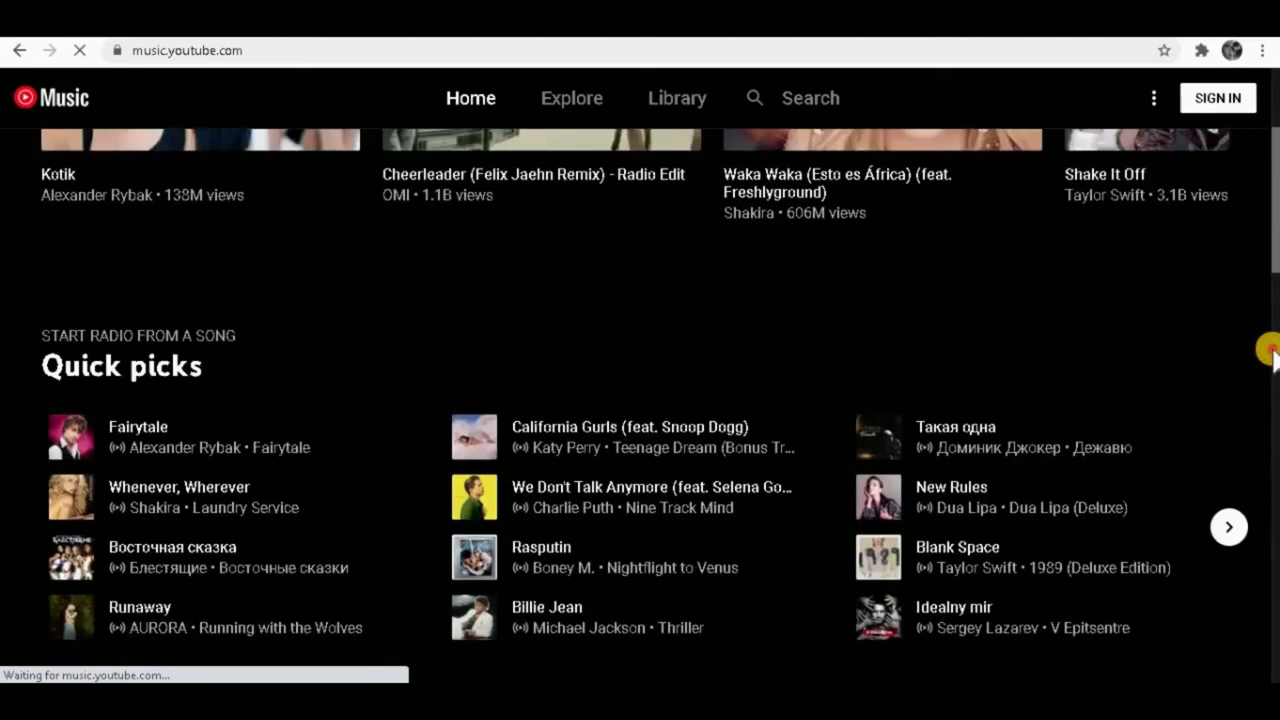 music.youtube.com
Music
Home
Explore
Library
Search
SIGN IN
Kotik
Alexander Rybak • 138M views
Cheerleader (Felix Jaehn Remix) - Radio Edit
OMI • 1.1B views
Waka Waka (Esto es África) (feat.
Freshlyground)
Shakira • 606M views
Shake It Off
Taylor Swift • 3.1B views
START RADIO FROM A SONG
Quick picks
Fairytale
Alexander Rybak • Fairytale
Whenever, Wherever
Shakira • Laundry Service
Восточная сказка
Блестящие • Восточные сказки
Runaway
AURORA • Running with the Wolves
California Gurls (feat. Snoop Dogg)
Katy Perry • Teenage Dream (Bonus Tr...
We Don't Talk Anymore (feat. Selena Go...
Charlie Puth • Nine Track Mind
Rasputin
Boney M. • Nightflight to Venus
Billie Jean
Michael Jackson • Thriller
Такая одна
Доминик Джокер • Дежавю
New Rules
Dua Lipa • Dua Lipa (Deluxe)
Blank Space
Taylor Swift • 1989 (Deluxe Edition)
Idealny mir
Sergey Lazarev • V Epitsentre
Waiting for music.youtube.com...